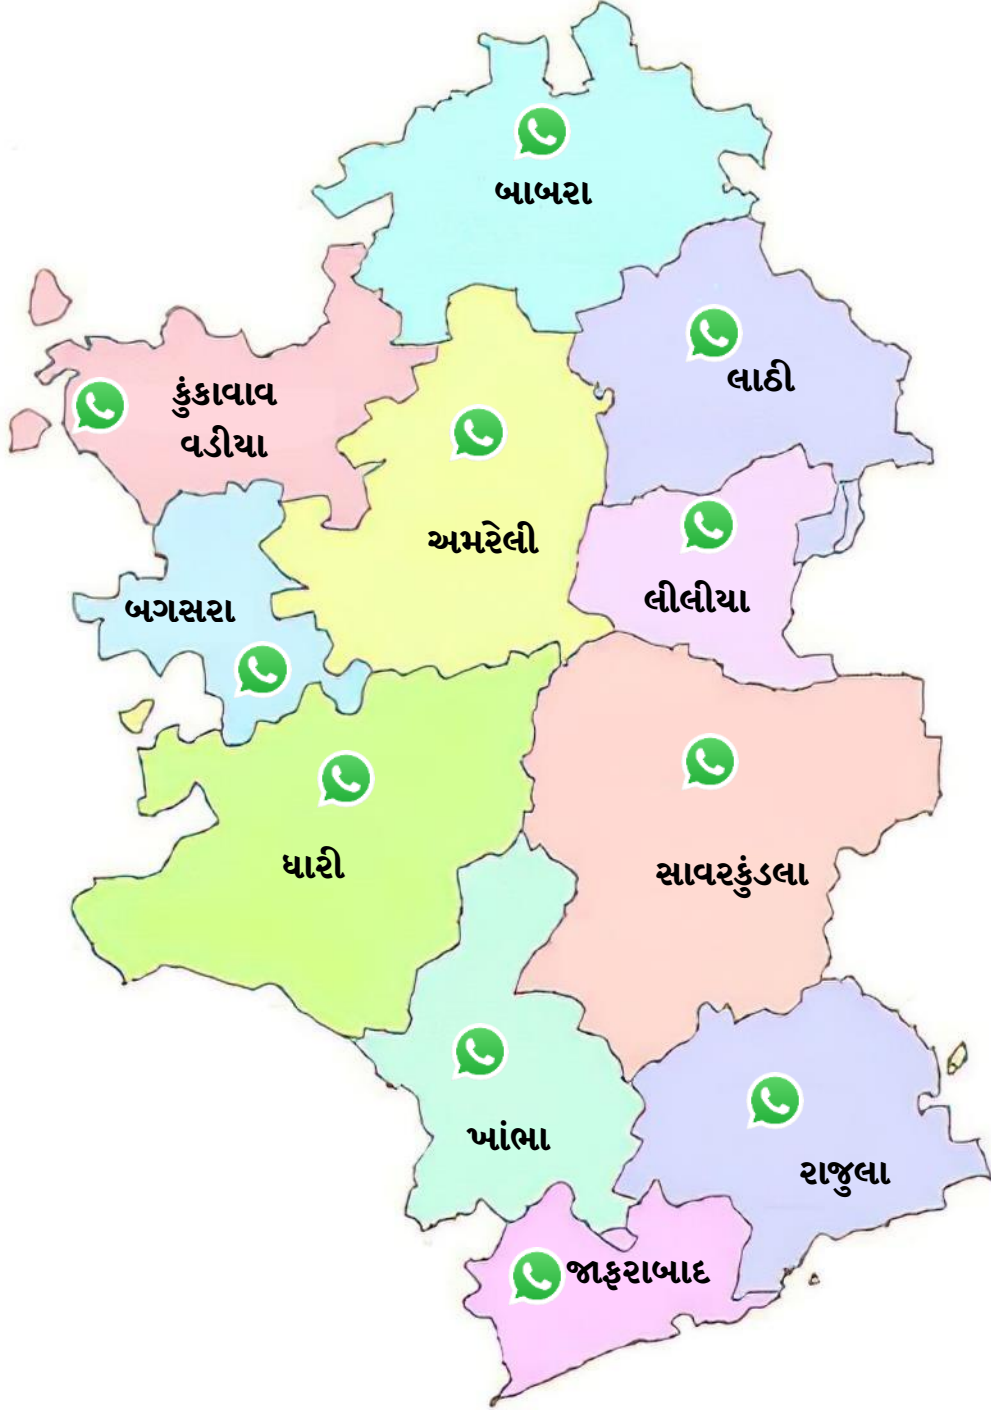 બાબરા
લાઠી
કુંકાવાવ
વડીયા
અમરેલી
લીલીયા
બગસરા
ધારી
સાવરકુંડલા
ખાંભા
રાજુલા
જાફરાબાદ